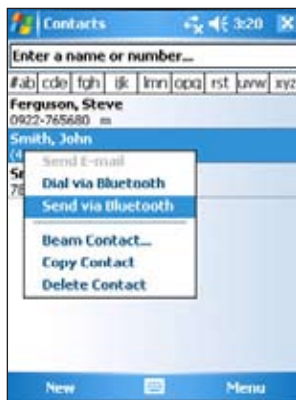 Contacts 3:20
Enter a name or number...
#ab cde fgh ijk lmn opq rst uvw xyz
Ferguson, Steve
0922-765680 m
Smith, John
(4
Send E-mail
Dial via Bluetooth
Send via Bluetooth
Beam Contact...
Copy Contact
Delete Contact
New Menu